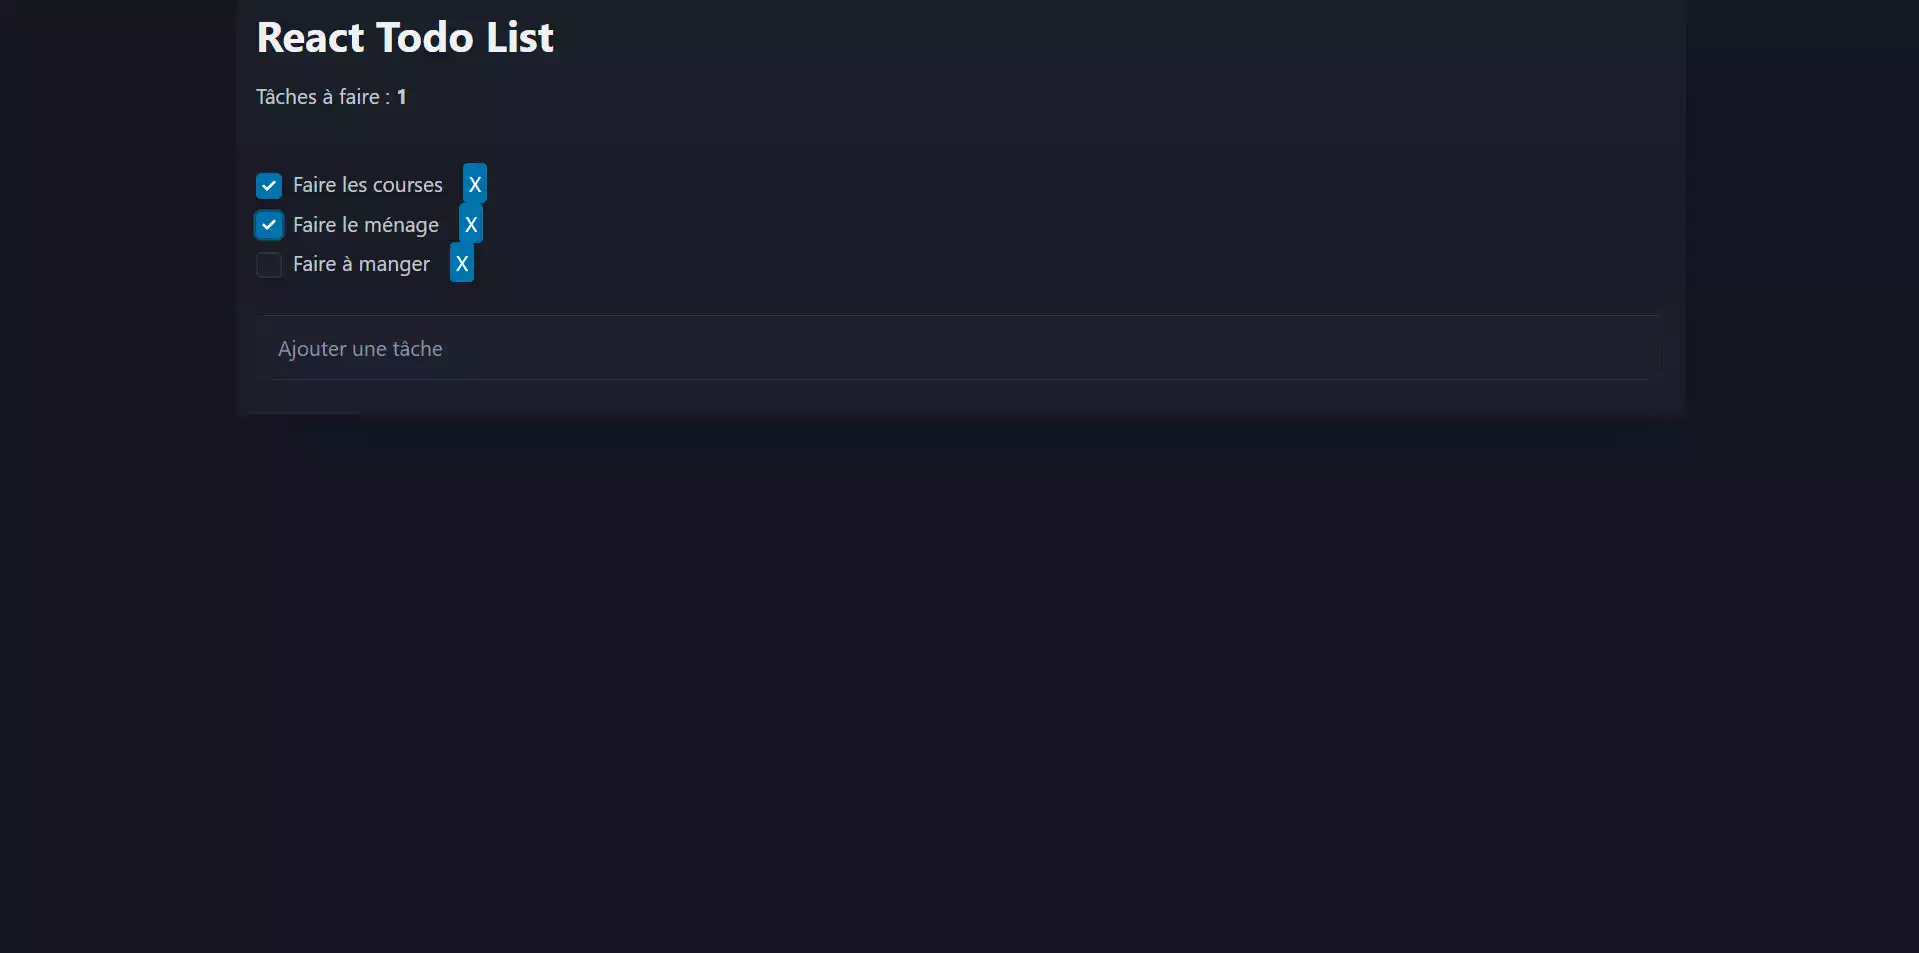 React Todo List
Tâches à faire : 1
Faire les courses X
Faire le ménage X
Faire à manger X
Ajouter une tâche